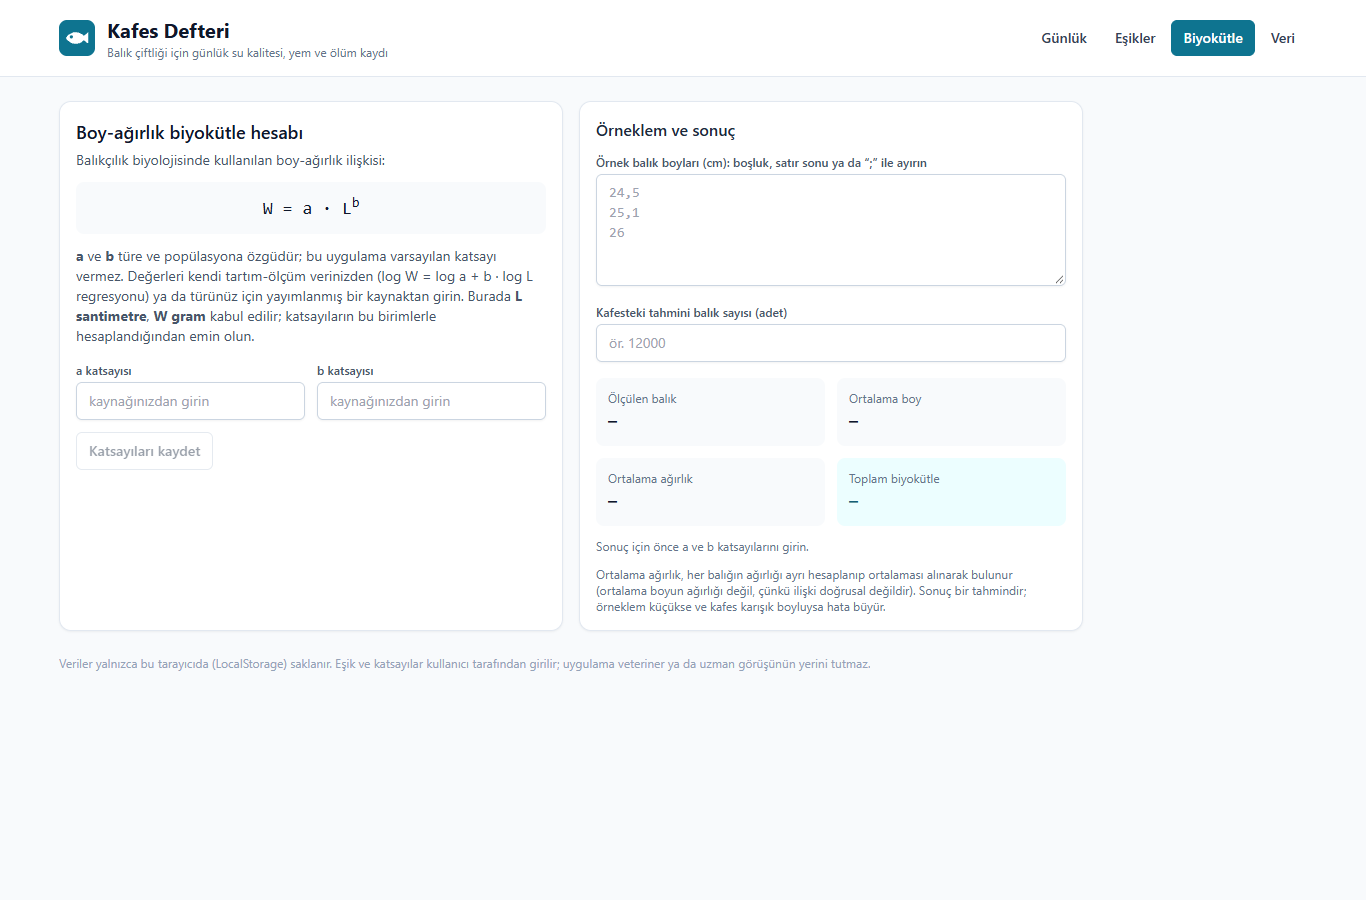 Kafes Defteri
Balık çiftliği için günlük su kalitesi, yem ve ölüm kaydı
Günlük
Eşikler
Biyokütle
Veri
Boy-ağırlık biyokütle hesabı
Balıkçılık biyolojisinde kullanılan boy-ağırlık ilişkisi:
W = a · L^b
a ve b türe ve popülasyona özgüdür; bu uygulama varsayılan katsayı
vermez. Değerleri kendi tartım-ölçüm verinizden (log W = log a + b · log L
regresyonu) ya da türünüz için yayımlanmış bir kaynaktan girin. Burada L
santimetre, W gram kabul edilir; katsayıların bu birimlerle
hesaplandığından emin olun.
a katsayısı
b katsayısı
kaynağınızdan girin
kaynağınızdan girin
Katsayıları kaydet
Örneklem ve sonuç
Örnek balık boyları (cm): boşluk, satır sonu ya da “;” ile ayırın
24,5
25,1
26
Kafesteki tahmini balık sayısı (adet)
ör. 12000
Ölçülen balık
–
Ortalama boy
–
Ortalama ağırlık
–
Toplam biyokütle
–
Sonuç için önce a ve b katsayılarını girin.
Ortalama ağırlık, her balığın ağırlığı ayrı hesaplanıp ortalaması alınarak bulunur
(ortalama boyun ağırlığı değil, çünkü ilişki doğrusal değildir). Sonuç bir tahmindir;
örneklem küçükse ve kafes karışık boyluysa hata büyür.
Veriler yalnızca bu tarayıcıda (LocalStorage) saklanır. Eşik ve katsayılar kullanıcı tarafından girilir; uygulama veteriner ya da uzman görüşünün yerini tutmaz.